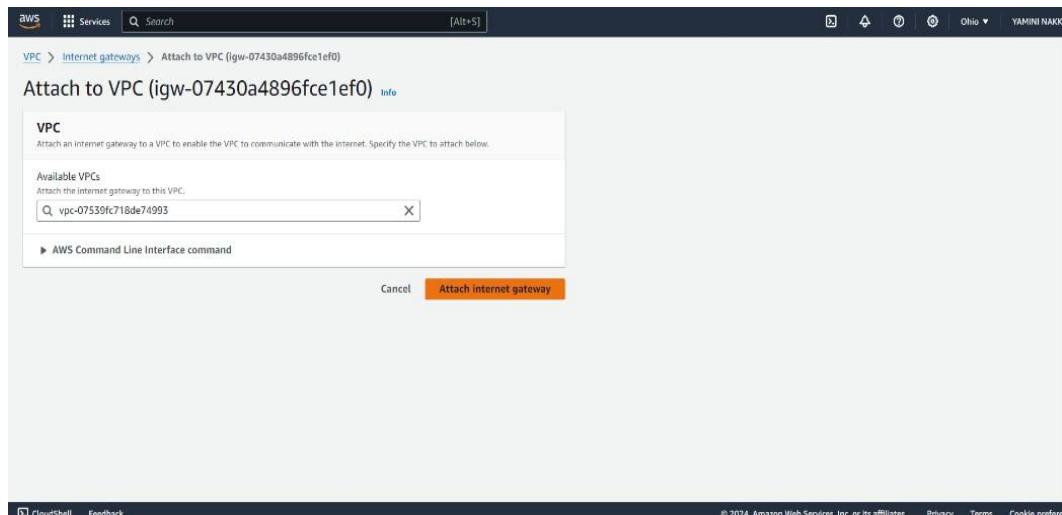 aws Services Search [Alt+S] Ohio YAMINI NAKK
VPC > Internet gateways > Attach to VPC (igw-07430a4896fce1ef0)
Attach to VPC (igw-07430a4896fce1ef0) Info
VPC
Attach an internet gateway to a VPC to enable the VPC to communicate with the internet. Specify the VPC to attach below.
Available VPCs
Attach the internet gateway to this VPC.
vpc-07539fc718de74993
AWS Command Line Interface command
Cancel Attach internet gateway
CloudShell Feedback © 2024, Amazon Web Services, Inc. or its affiliates. Privacy Terms Cookie prefere